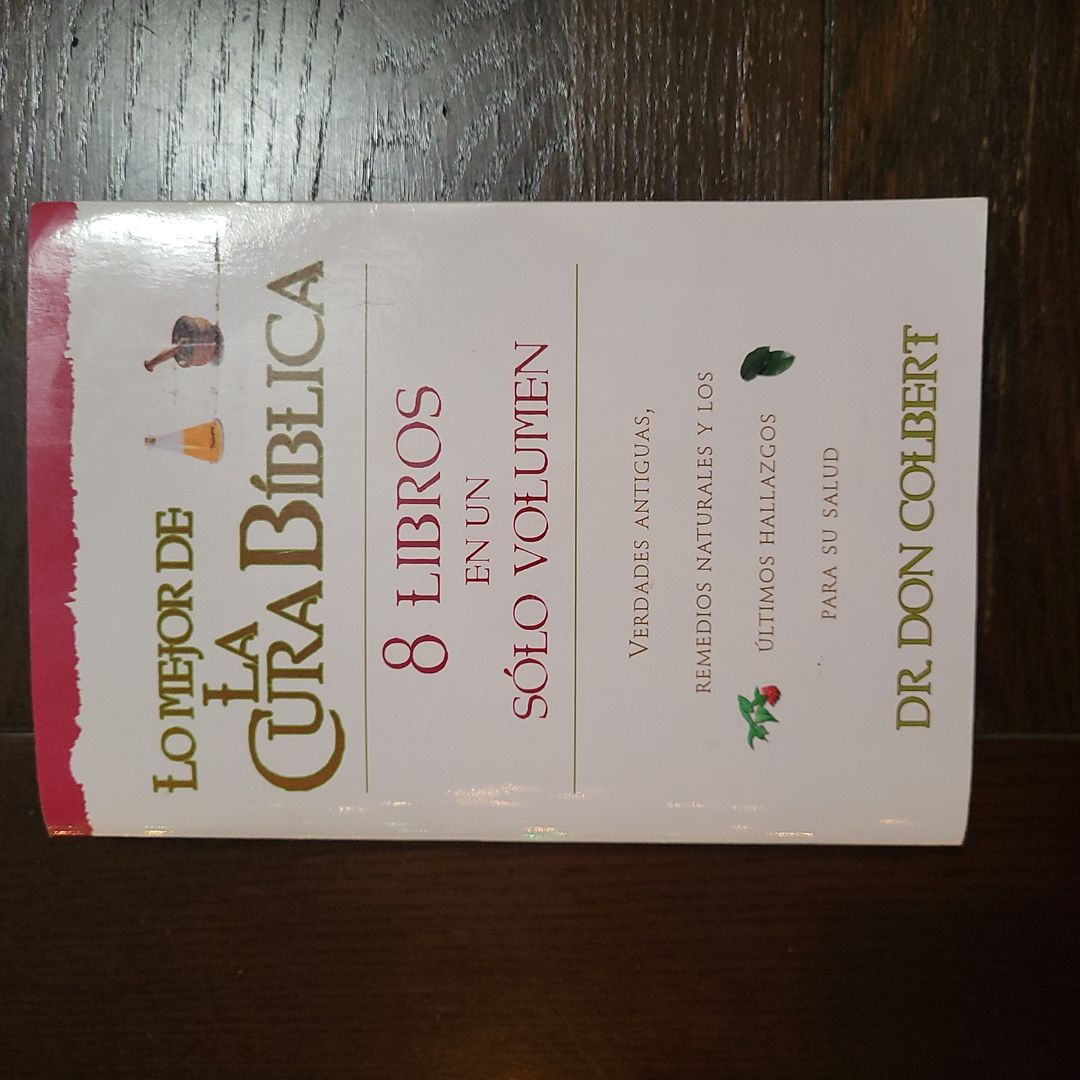 LO MEJOR DE
LA
CURA BÍBLICA
8 LIBROS
EN UN
SÓLO VOLUMEN
VERDADES ANTIGUAS,
REMEDIOS NATURALES Y LOS
ÚLTIMOS HALLAZGOS
PARA SU SALUD
DR. DON COLBERT